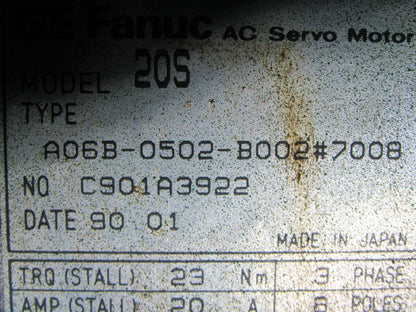 GE Fanuc AC Servo Motor
MODEL 20S
TYPE
A06B-0502-B002#7008
NO C901A3922
DATE 90 01
MADE IN JAPAN
TRQ (STALL) 23 Nm 3 PHASE
AMP (STALL) 20 A 8 POLES